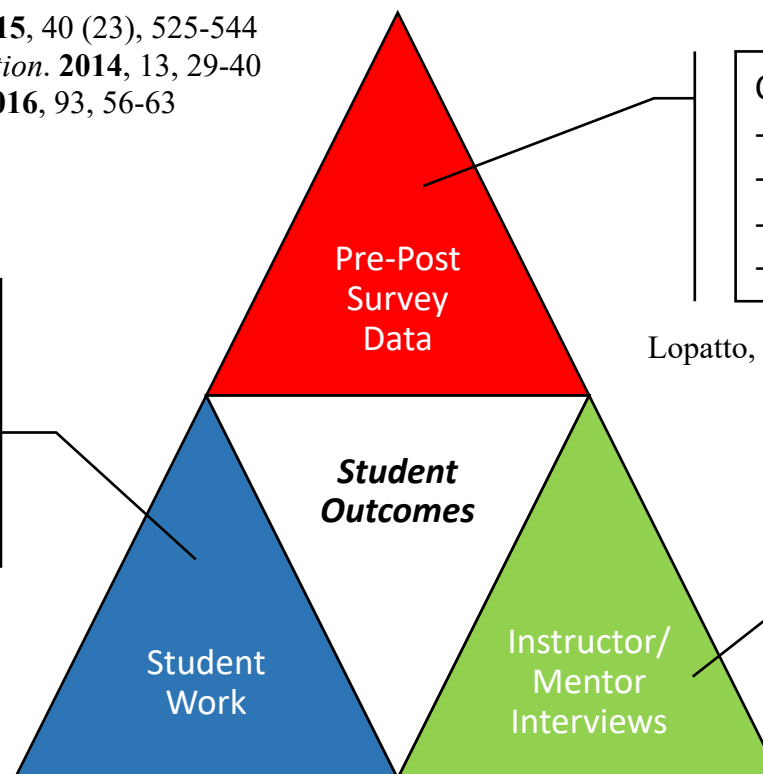 15, 40 (23), 525-544
tion. 2014, 13, 29-40
016, 93, 56-63
Pre-Post
Survey
Data
Lopatto,
Student
Outcomes
Student
Work
Instructor/
Mentor
Interviews